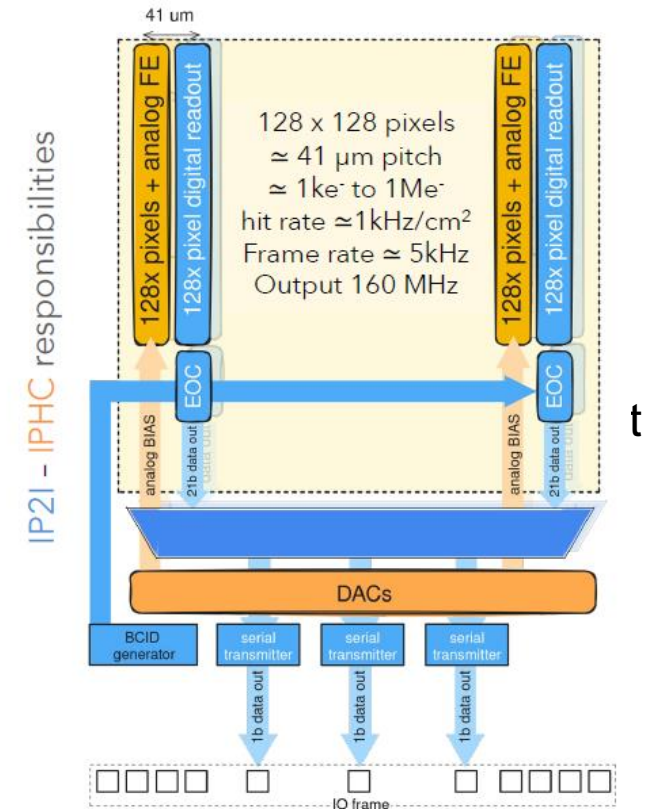 41 um
IP2I - IPHC responsibilities
128x pixels + analog FE
128x pixel digital readout
128 x 128 pixels
≃ 41 µm pitch
≃ 1ke⁻ to 1Me⁻
hit rate ≃1kHz/cm²
Frame rate ≃ 5kHz
Output 160 MHz
128x pixels + analog FE
128x pixel digital readout
EOC
EOC
t
analog BIAS
21b data out
analog BIAS
21b data out
DACs
BCID
generator
serial
transmitter
serial
transmitter
serial
transmitter
1b data out
1b data out
1b data out
IO frame